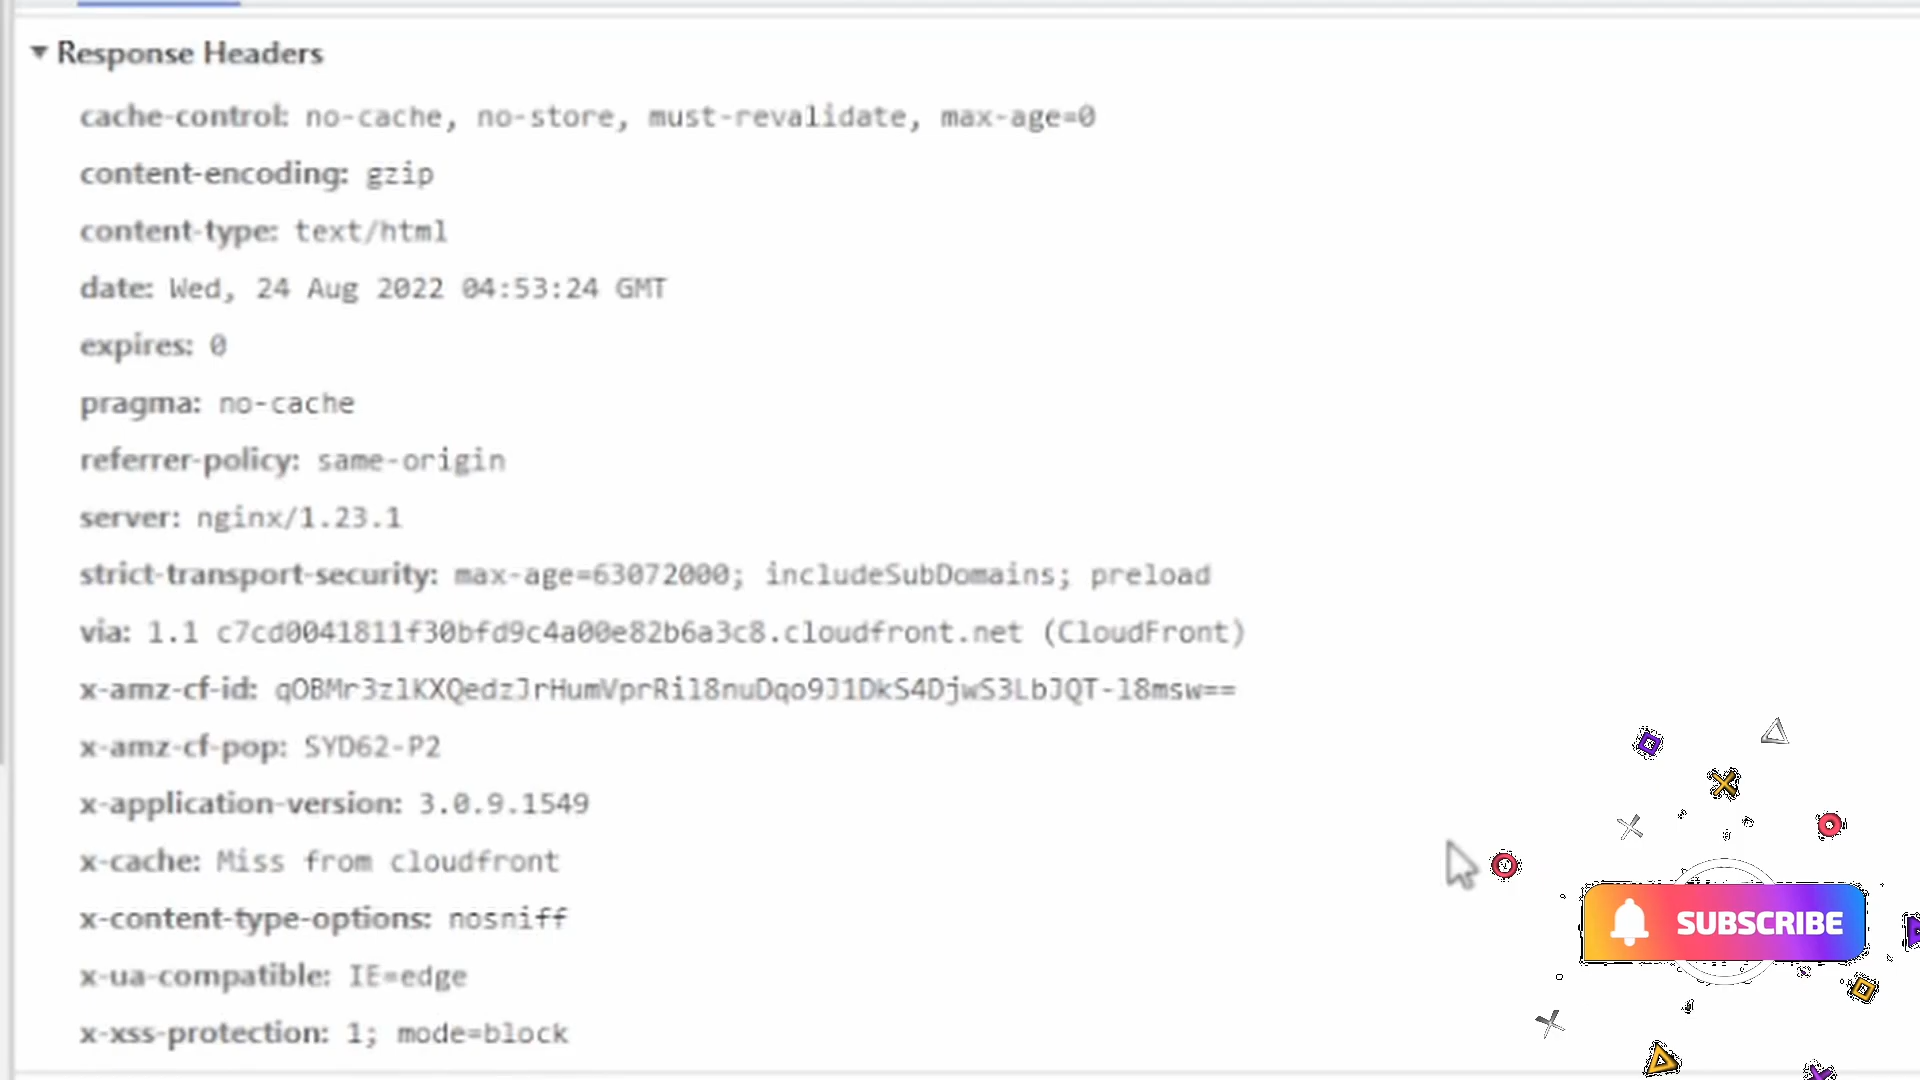 Response Headers
cache-control: no-cache, no-store, must-revalidate, max-age=0
content-encoding: gzip
content-type: text/html
date: Wed, 24 Aug 2022 04:53:24 GMT
expires: 0
pragma: no-cache
referrer-policy: same-origin
server: nginx/1.23.1
strict-transport-security: max-age=63072000; includeSubDomains; preload
via: 1.1 c7cd0041811f30bfd9c4a00e82b6a3c8.cloudfront.net (CloudFront)
x-amz-cf-id: qOBMr3zlKXQedzJrHumVprRil8nuDqo9J1DkS4DjwS3LbJQT-l8msw==
x-amz-cf-pop: SYD62-P2
x-application-version: 3.0.9.1549
x-cache: Miss from cloudfront
x-content-type-options: nosniff
x-ua-compatible: IE=edge
x-xss-protection: 1; mode=block
SUBSCRIBE